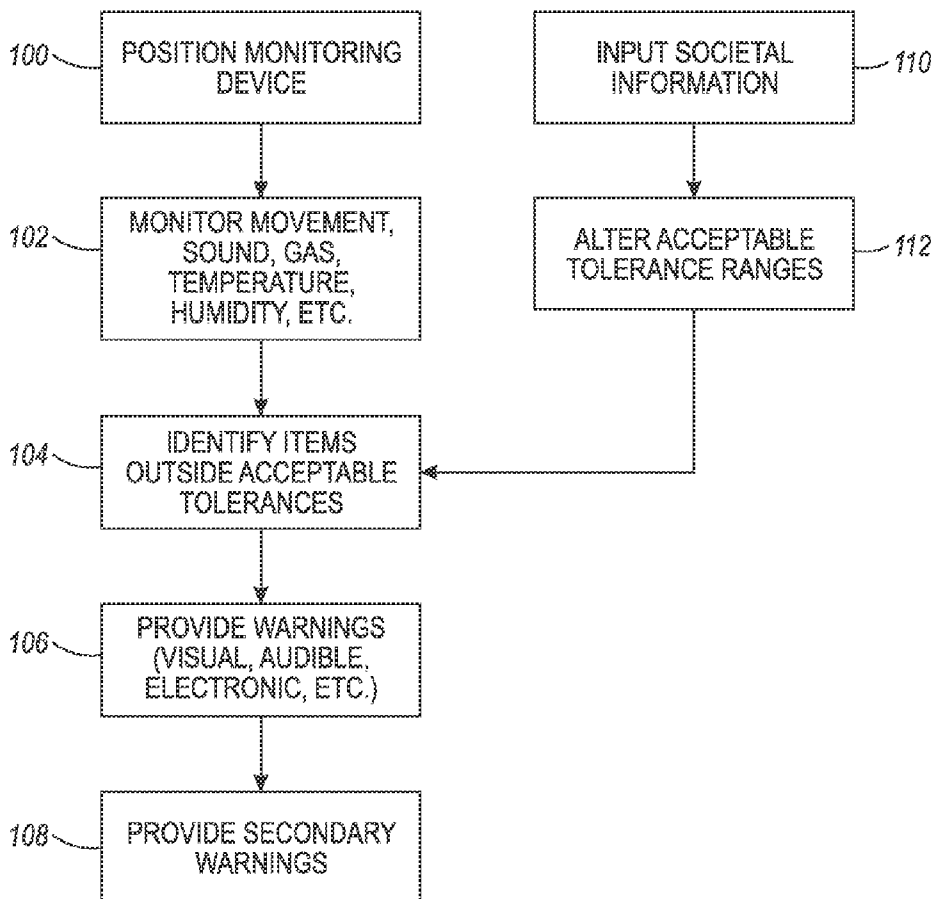 100
POSITION MONITORING
DEVICE
INPUT SOCIETAL
INFORMATION
110
102
MONITOR MOVEMENT,
SOUND, GAS,
TEMPERATURE,
HUMIDITY, ETC.
ALTER ACCEPTABLE
TOLERANCE RANGES
112
104
IDENTIFY ITEMS
OUTSIDE ACCEPTABLE
TOLERANCES
106
PROVIDE WARNINGS
(VISUAL, AUDIBLE,
ELECTRONIC, ETC.)
108
PROVIDE SECONDARY
WARNINGS